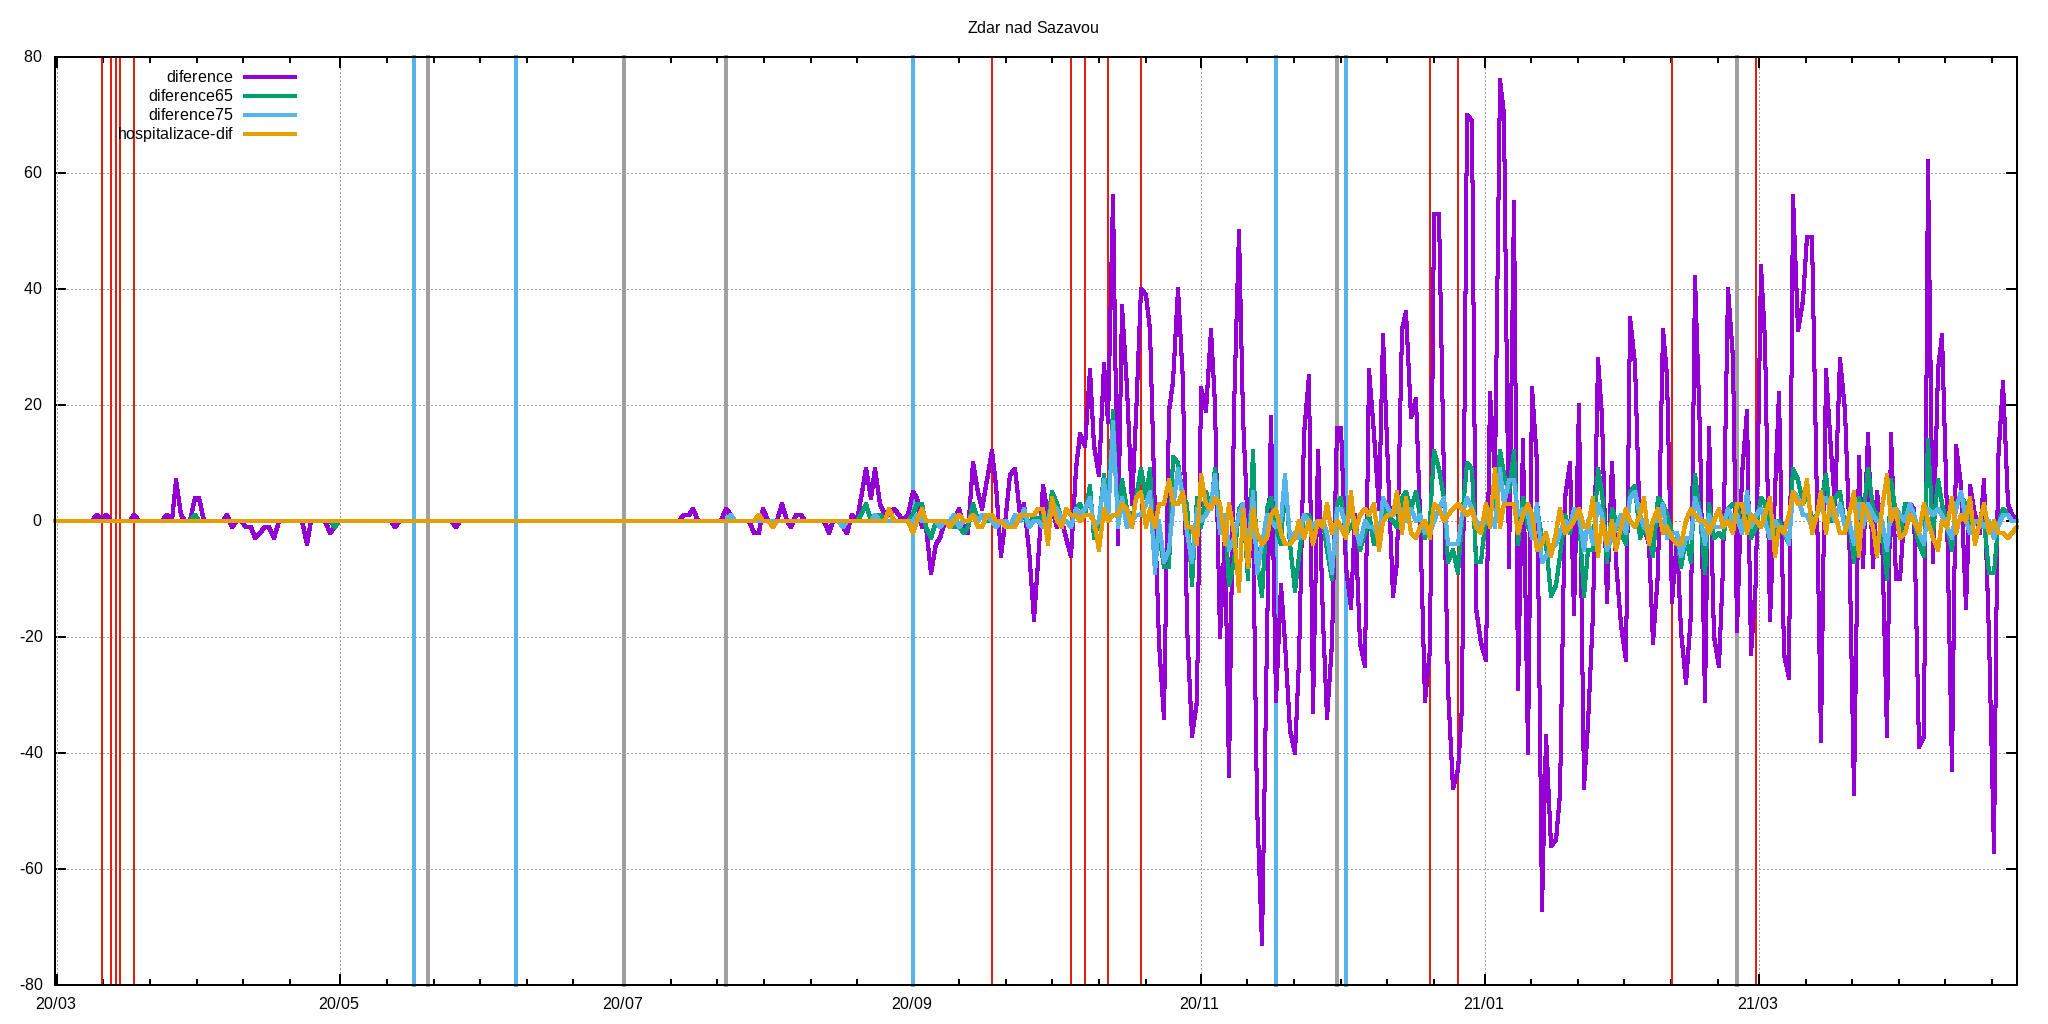 Zdar nad Sazavou
diference
diference65
diference75
hospitalizace-dif
80
60
40
20
0
-20
-40
-60
-80
20/03 20/05 20/07 20/09 20/11 21/01 21/03